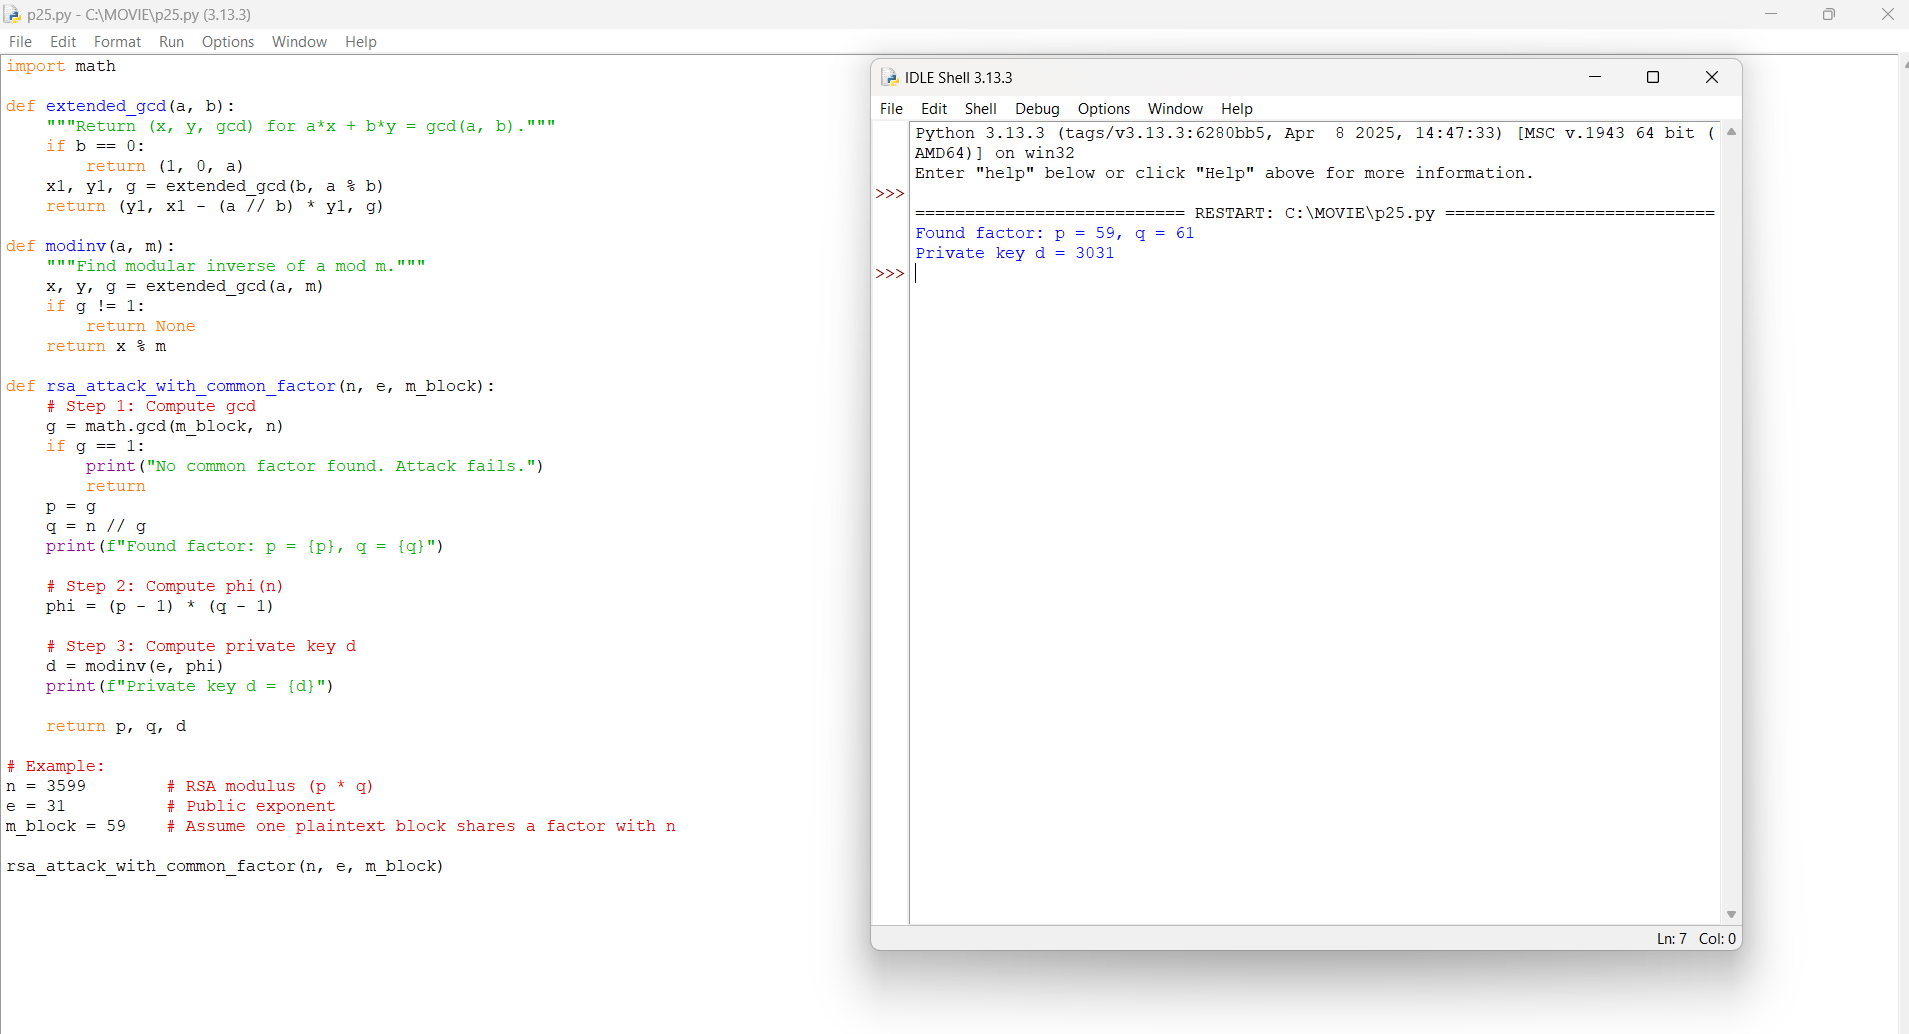 p25.py - C:\MOVIE\p25.py (3.13.3)
File Edit Format Run Options Window Help
import math

def extended_gcd(a, b):
    """Return (x, y, gcd) for a*x + b*y = gcd(a, b)."""
    if b == 0:
        return (1, 0, a)
    x1, y1, g = extended_gcd(b, a % b)
    return (y1, x1 - (a // b) * y1, g)

def modinv(a, m):
    """Find modular inverse of a mod m."""
    x, y, g = extended_gcd(a, m)
    if g != 1:
        return None
    return x % m

def rsa_attack_with_common_factor(n, e, m_block):
    # Step 1: Compute gcd
    g = math.gcd(m_block, n)
    if g == 1:
        print("No common factor found. Attack fails.")
        return
    p = g
    q = n // g
    print(f"Found factor: p = {p}, q = {q}")

    # Step 2: Compute phi(n)
    phi = (p - 1) * (q - 1)

    # Step 3: Compute private key d
    d = modinv(e, phi)
    print(f"Private key d = {d}")

    return p, q, d

# Example:
n = 3599        # RSA modulus (p * q)
e = 31          # Public exponent
m_block = 59    # Assume one plaintext block shares a factor with n

rsa_attack_with_common_factor(n, e, m_block)
IDLE Shell 3.13.3
File Edit Shell Debug Options Window Help
Python 3.13.3 (tags/v3.13.3:6280bb5, Apr  8 2025, 14:47:33) [MSC v.1943 64 bit (
AMD64)] on win32
Enter "help" below or click "Help" above for more information.
>>>
=========================== RESTART: C:\MOVIE\p25.py ===========================
Found factor: p = 59, q = 61
Private key d = 3031
>>>
Ln: 7 Col: 0